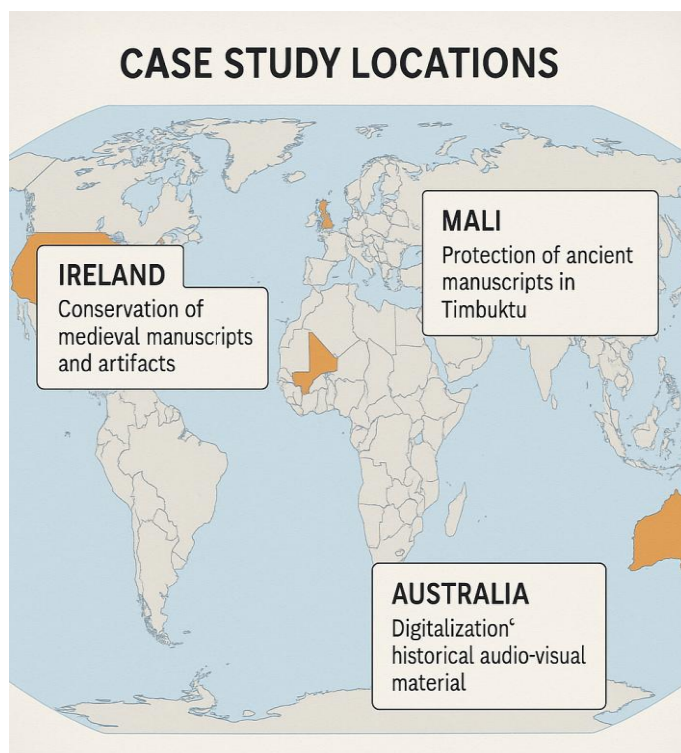 CASE STUDY LOCATIONS
IRELAND
Conservation of
medieval manuscripts
and artifacts
MALI
Protection of ancient
manuscripts in
Timbuktu
AUSTRALIA
Digitalization‘
historical audio-visual
material